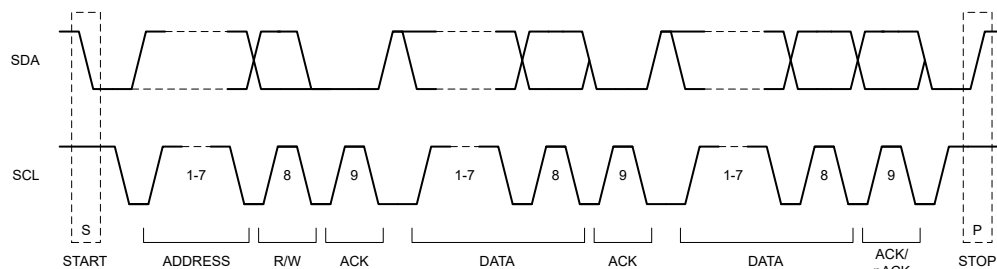 SDA
SCL
1-7 8 9 1-7 8 9 1-7 8 9
S P
START ADDRESS R/W ACK DATA ACK DATA ACK/ STOP
nACK